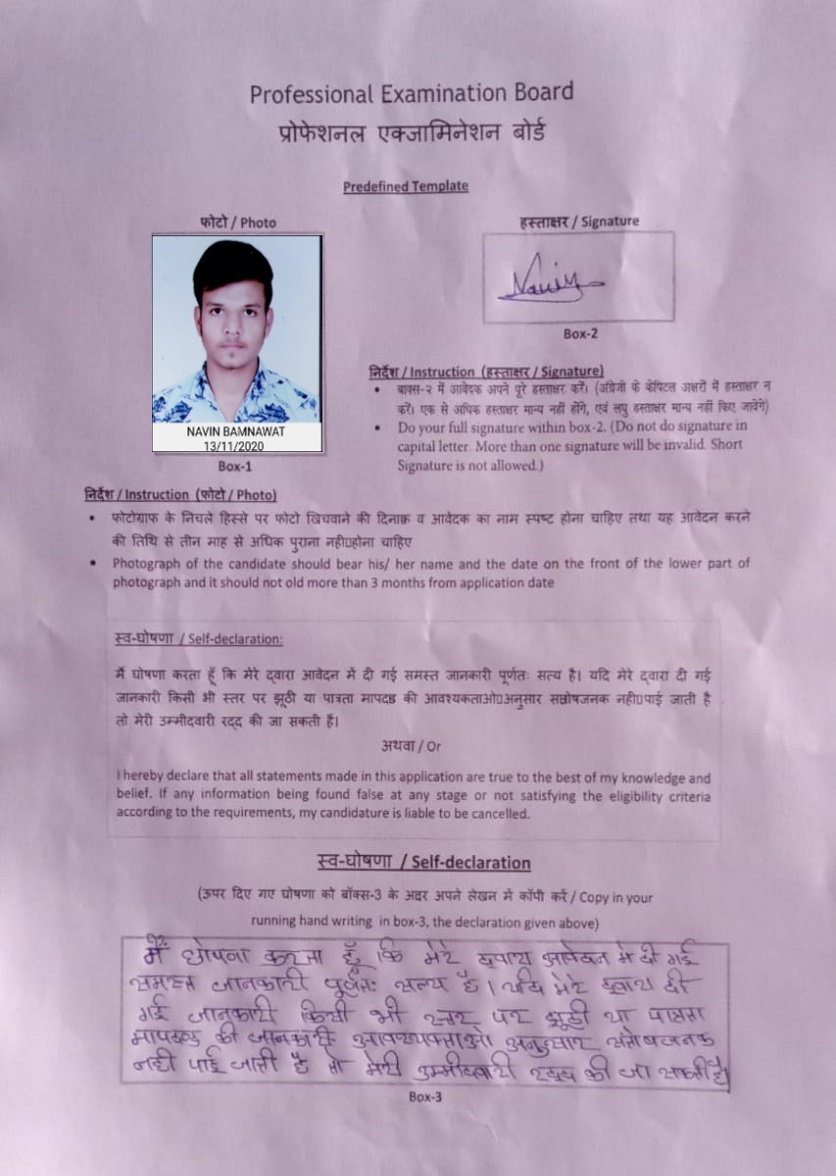 Professional Examination Board
प्रोफेशनल एक्जामिनेशन बोर्ड
Predefined Template
फोटो / Photo
NAVIN BAMNAWAT
13/11/2020
Box-1
हस्ताक्षर / Signature
Navin
Box-2
निर्देश / Instruction (हस्ताक्षर / Signature)
• बाक्स-२ में आवेदक अपने पूरे हस्ताक्षर करें। (अंग्रेजी के केपिटल अक्षरों में हस्ताक्षर न
करें। एक से अधिक हस्ताक्षर मान्य नहीं होंगे, एवं लघु हस्ताक्षर मान्य नहीं किए जावेंगे)
• Do your full signature within box-2. (Do not do signature in
capital letter. More than one signature will be invalid. Short
Signature is not allowed.)
निर्देश / Instruction (फोटो / Photo)
• फोटोग्राफ के निचले हिस्से पर फोटो खिचवाने की दिनाक व आवेदक का नाम स्पष्ट होना चाहिए तथा यह आवेदन करने
की तिथि से तीन माह से अधिक पुराना नही▯होना चाहिए
• Photograph of the candidate should bear his/ her name and the date on the front of the lower part of
photograph and it should not old more than 3 months from application date
स्व-घोषणा / Self-declaration:
मैं घोषणा करता हूँ कि मेरे द्वारा आवेदन में दी गई समस्त जानकारी पूर्णतः सत्य है। यदि मेरे द्वारा दी गई
जानकारी किसी भी स्तर पर झूठी या पात्रता मापदड की आवश्यकताओ▯अनुसार सतोषजनक नही▯पाई जाती है
तो मेरी उम्मीदवारी रद्द की जा सकती हैं।
अथवा / Or
I hereby declare that all statements made in this application are true to the best of my knowledge and
belief. If any information being found false at any stage or not satisfying the eligibility criteria
according to the requirements, my candidature is liable to be cancelled.
स्व-घोषणा / Self-declaration
(ऊपर दिए गए घोषणा को बॉक्स-3 के अदर अपने लेखन में कॉपी करें / Copy in your
running hand writing in box-3, the declaration given above)
मैं घोषना करता हूँ कि मेरे द्वारा आवेदन मे दी गई
समस्त जानकारी पूर्णतः सत्य है। यदि मेरे द्वारा दी
गई जानकारी किसी भी स्तर पर झूठी या पात्रता
मापदण्ड की जानकारी आवश्यक्ताओ अनुसार संतोषजनक
नही पाई जाती है तो मेरी उम्मीदवारी रद्द की जा सकती है।
Box-3